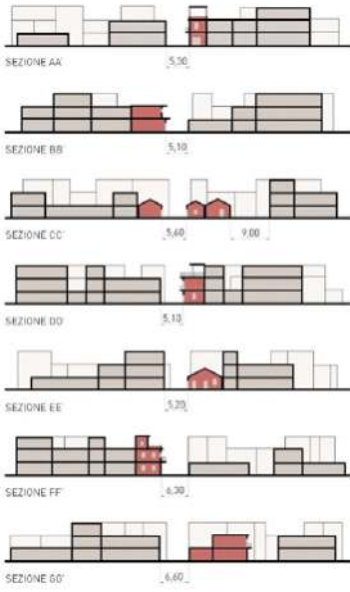 SEZIONE AA'
5,30
SEZIONE BB'
5,10
SEZIONE CC'
5,60
9,00
SEZIONE DD'
5,10
SEZIONE EE'
5,20
SEZIONE FF'
6,30
SEZIONE GG'
6,60